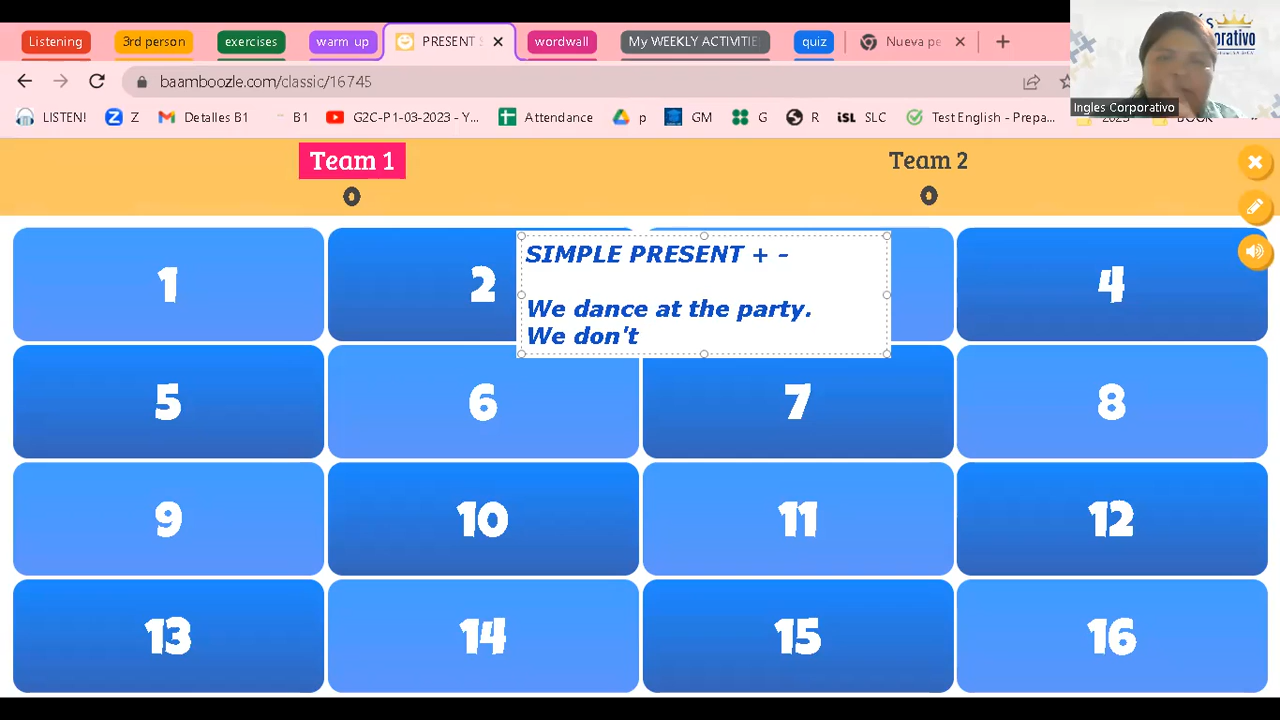 Listening
3rd person
exercises
warm up
PRESENT S
wordwall
My WEEKLY ACTIVITIE
quiz
Nueva pe
baamboozle.com/classic/16745
LISTEN!
Z
Detalles B1
B1
G2C-P1-03-2023 - Y...
Attendance
p
GM
G
R
iSL SLC
Test English - Prepa...
2023
BOOK
Ingles Corporativo
Team 1
0
Team 2
0
1
2
4
SIMPLE PRESENT + -
We dance at the party.
We don't
5
6
7
8
9
10
11
12
13
14
15
16